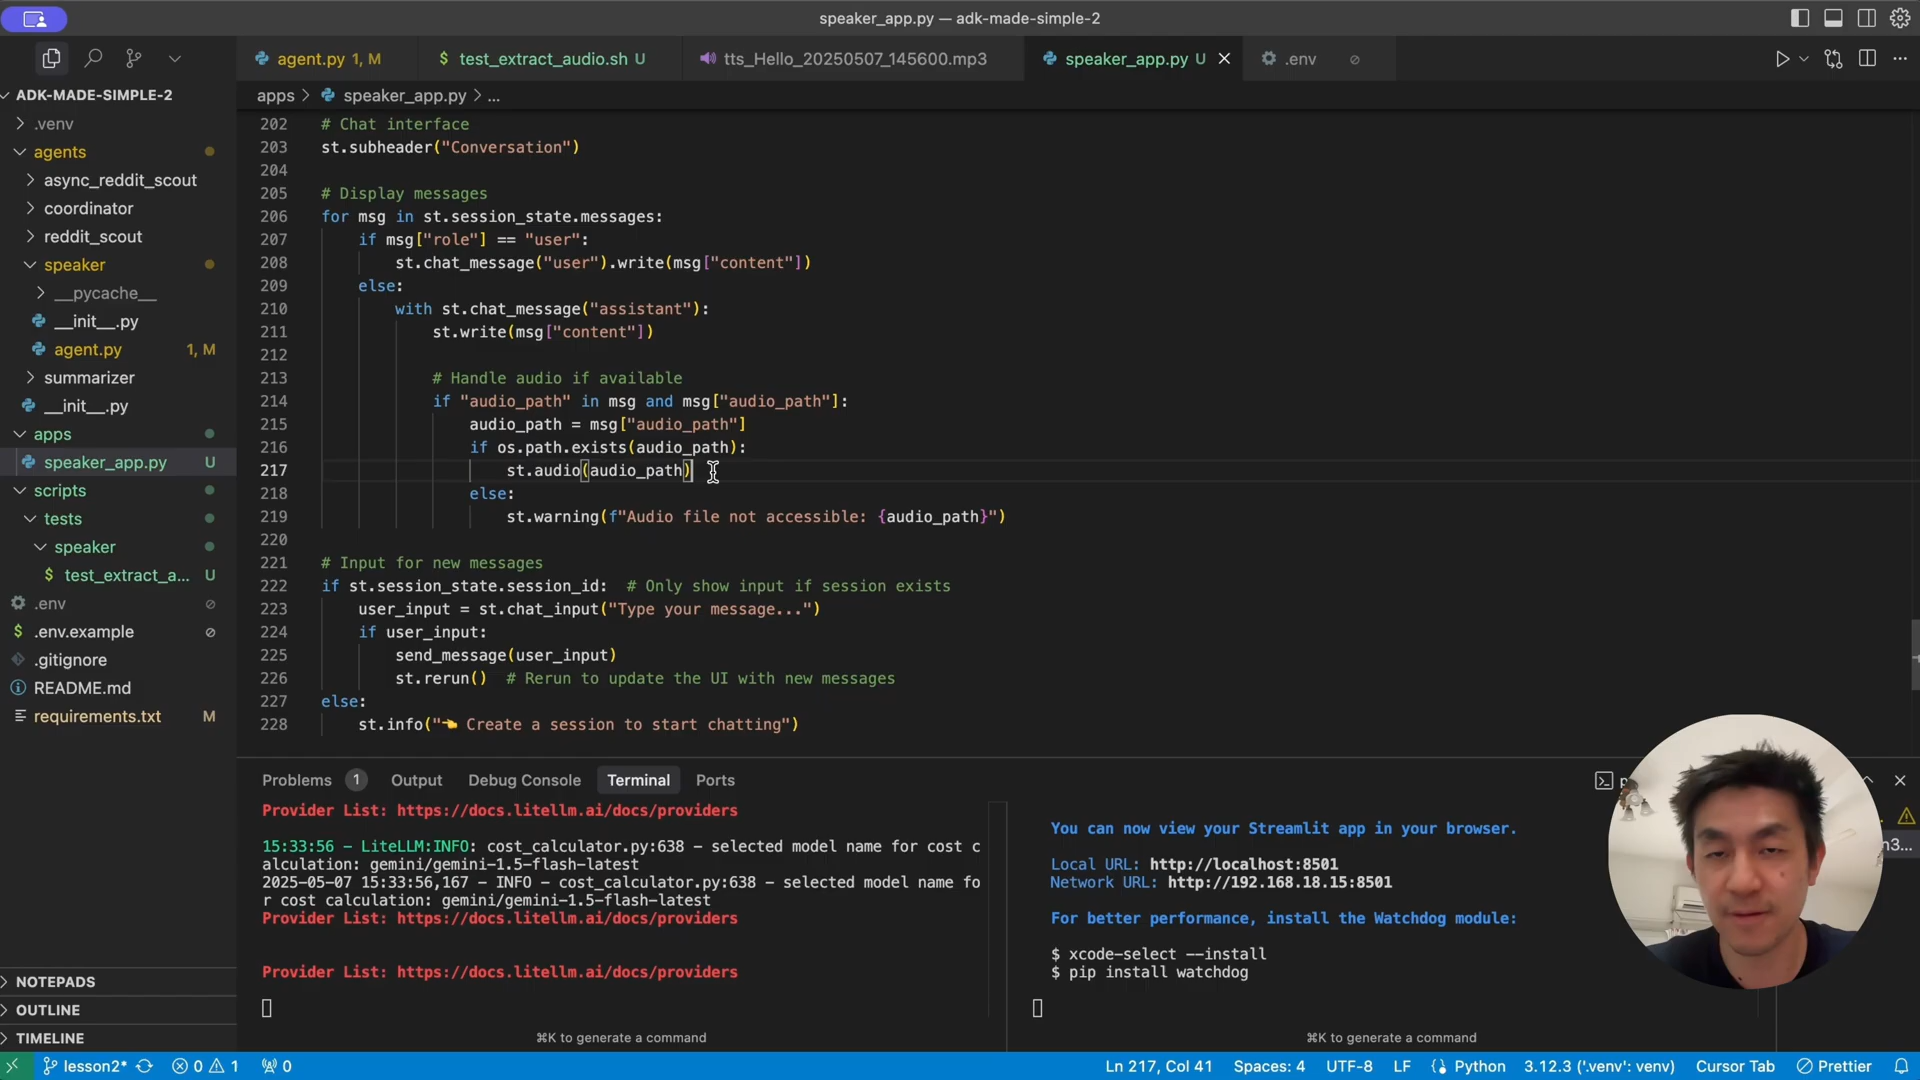 speaker_app.py — adk-made-simple-2
agent.py 1, M
$ test_extract_audio.sh U
tts_Hello_20250507_145600.mp3
speaker_app.py U
.env
apps > speaker_app.py > ...
ADK-MADE-SIMPLE-2
.venv
agents
async_reddit_scout
coordinator
reddit_scout
speaker
__pycache__
__init__.py
agent.py 1, M
summarizer
__init__.py
apps
speaker_app.py U
scripts
tests
speaker
$ test_extract_a... U
.env
$ .env.example
.gitignore
README.md
requirements.txt M
NOTEPADS
OUTLINE
TIMELINE
202 # Chat interface
203 st.subheader("Conversation")
204
205 # Display messages
206 for msg in st.session_state.messages:
207 if msg["role"] == "user":
208 st.chat_message("user").write(msg["content"])
209 else:
210 with st.chat_message("assistant"):
211 st.write(msg["content"])
212
213 # Handle audio if available
214 if "audio_path" in msg and msg["audio_path"]:
215 audio_path = msg["audio_path"]
216 if os.path.exists(audio_path):
217 st.audio(audio_path)
218 else:
219 st.warning(f"Audio file not accessible: {audio_path}")
220
221 # Input for new messages
222 if st.session_state.session_id:  # Only show input if session exists
223 user_input = st.chat_input("Type your message...")
224 if user_input:
225 send_message(user_input)
226 st.rerun()  # Rerun to update the UI with new messages
227 else:
228 st.info("👈 Create a session to start chatting")
Problems 1 Output Debug Console Terminal Ports
Provider List: https://docs.litellm.ai/docs/providers
15:33:56 - LiteLLM:INFO: cost_calculator.py:638 - selected model name for cost c
alculation: gemini/gemini-1.5-flash-latest
2025-05-07 15:33:56,167 - INFO - cost_calculator.py:638 - selected model name fo
r cost calculation: gemini/gemini-1.5-flash-latest
Provider List: https://docs.litellm.ai/docs/providers
Provider List: https://docs.litellm.ai/docs/providers
⌘K to generate a command
You can now view your Streamlit app in your browser.
Local URL: http://localhost:8501
Network URL: http://192.168.18.15:8501
For better performance, install the Watchdog module:
$ xcode-select --install
$ pip install watchdog
⌘K to generate a command
n3...
lesson2* 0 1 0
Ln 217, Col 41 Spaces: 4 UTF-8 LF Python 3.12.3 ('.venv': venv) Cursor Tab Prettier